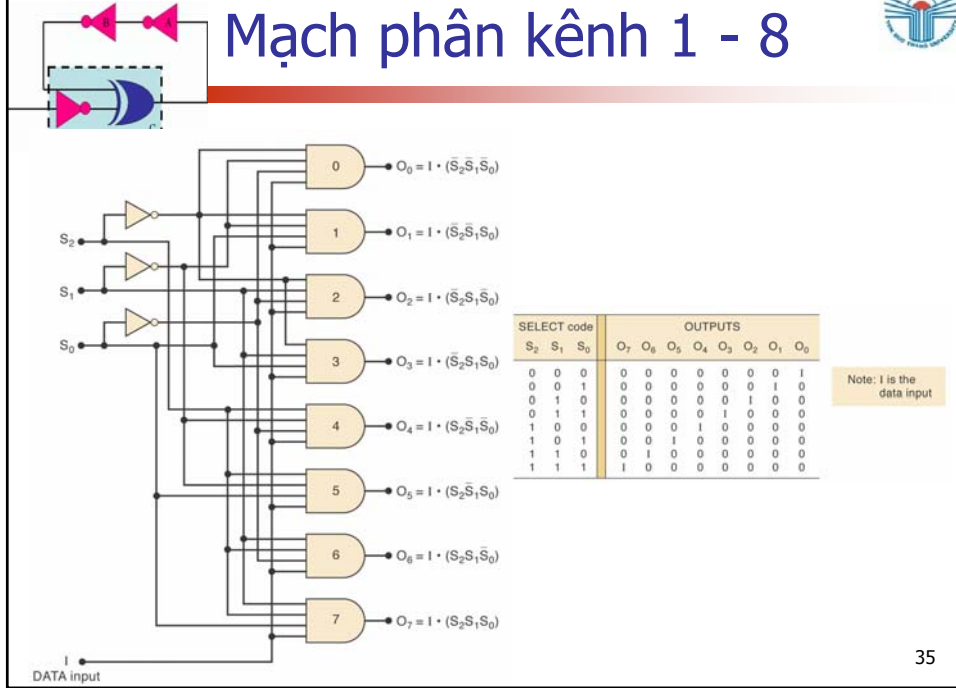 B
A
C
Mạch phân kênh 1 - 8
0
O₀ = I • (S̅₂S̅₁S̅₀)
1
O₁ = I • (S̅₂S̅₁S₀)
2
O₂ = I • (S̅₂S₁S̅₀)
3
O₃ = I • (S̅₂S₁S₀)
4
O₄ = I • (S₂S̅₁S̅₀)
5
O₅ = I • (S₂S̅₁S₀)
6
O₆ = I • (S₂S₁S̅₀)
7
O₇ = I • (S₂S₁S₀)
S₂
S₁
S₀
I
DATA input
SELECT code OUTPUTS
S₂ S₁ S₀ O₇ O₆ O₅ O₄ O₃ O₂ O₁ O₀
0 0 0 0 0 0 0 0 0 0 I
0 0 1 0 0 0 0 0 0 I 0
0 1 0 0 0 0 0 0 I 0 0
0 1 1 0 0 0 0 I 0 0 0
1 0 0 0 0 0 I 0 0 0 0
1 0 1 0 0 I 0 0 0 0 0
1 1 0 0 I 0 0 0 0 0 0
1 1 1 I 0 0 0 0 0 0 0
Note: I is the
data input
35